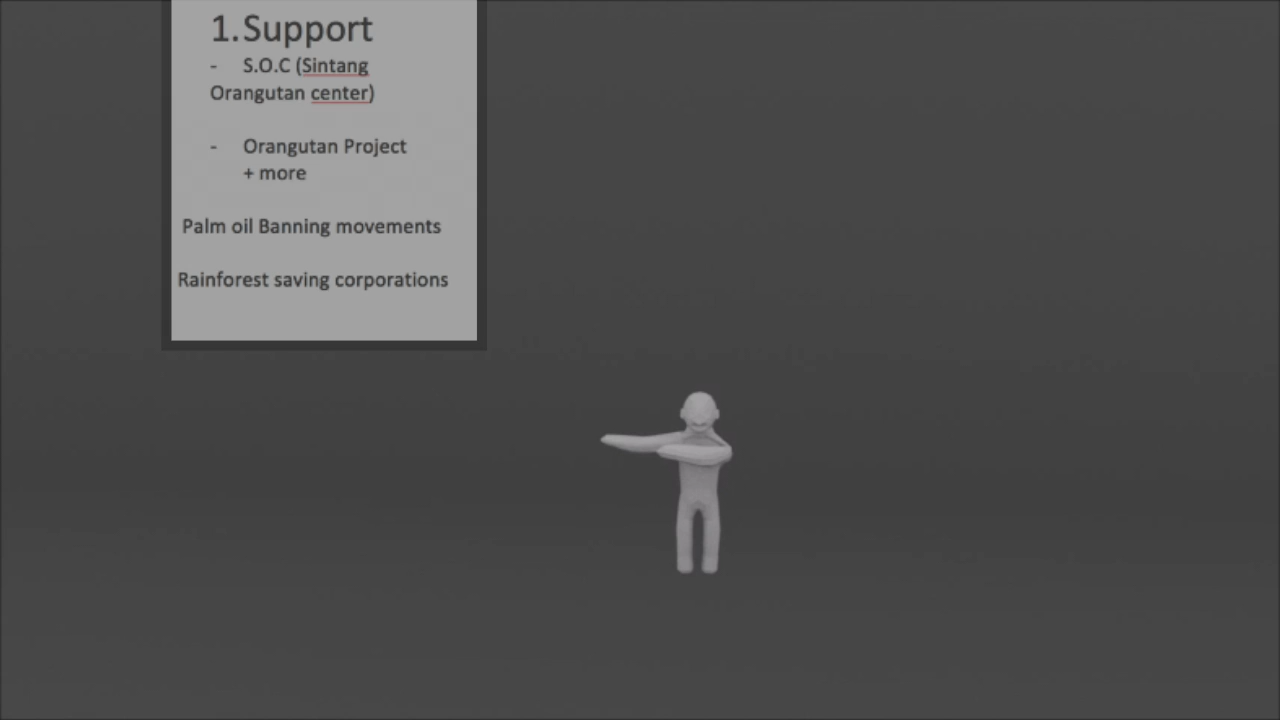 1. Support
- S.O.C (Sintang
Orangutan center)
- Orangutan Project
+ more
Palm oil Banning movements
Rainforest saving corporations